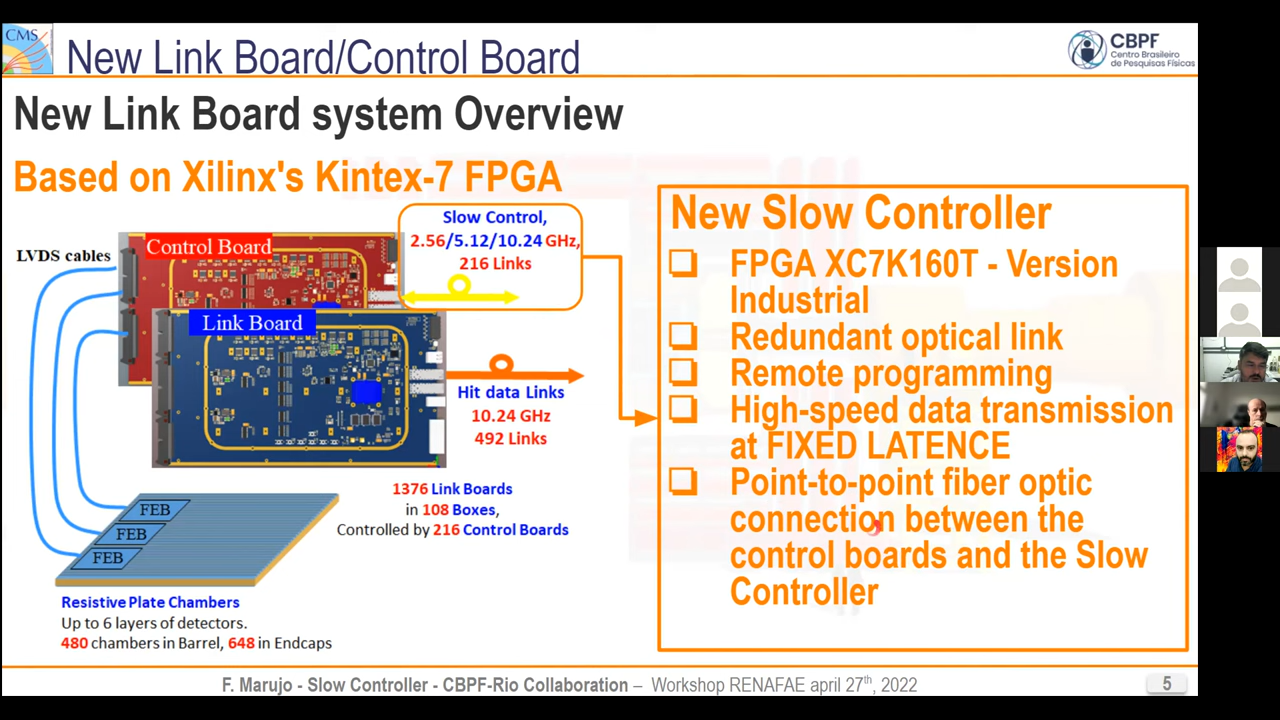 CMS
New Link Board/Control Board
CBPF
Centro Brasileiro
de Pesquisas Físicas
New Link Board system Overview
Based on Xilinx's Kintex-7 FPGA
LVDS cables
Control Board
Link Board
Slow Control,
2.56/5.12/10.24 GHz,
216 Links
Hit data Links
10.24 GHz
492 Links
1376 Link Boards
in 108 Boxes,
Controlled by 216 Control Boards
FEB
FEB
FEB
Resistive Plate Chambers
Up to 6 layers of detectors.
480 chambers in Barrel, 648 in Endcaps
New Slow Controller
❑ FPGA XC7K160T - Version
Industrial
❑ Redundant optical link
❑ Remote programming
❑ High-speed data transmission
at FIXED LATENCE
❑ Point-to-point fiber optic
connection between the
control boards and the Slow
Controller
F. Marujo - Slow Controller - CBPF-Rio Collaboration – Workshop RENAFAE april 27th, 2022
5